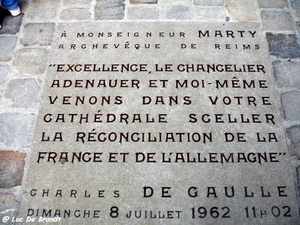 À MONSEIGNEUR MARTY
ARCHEVÊQUE DE REIMS
"EXCELLENCE, LE CHANCELIER
ADENAUER ET MOI-MÊME
VENONS DANS VOTRE
CATHÉDRALE SCELLER
LA RÉCONCILIATION DE LA
FRANCE ET DE L'ALLEMAGNE"
CHARLES DE GAULLE
DIMANCHE 8 JUILLET 1962 11H02
@ Luc De Brandt